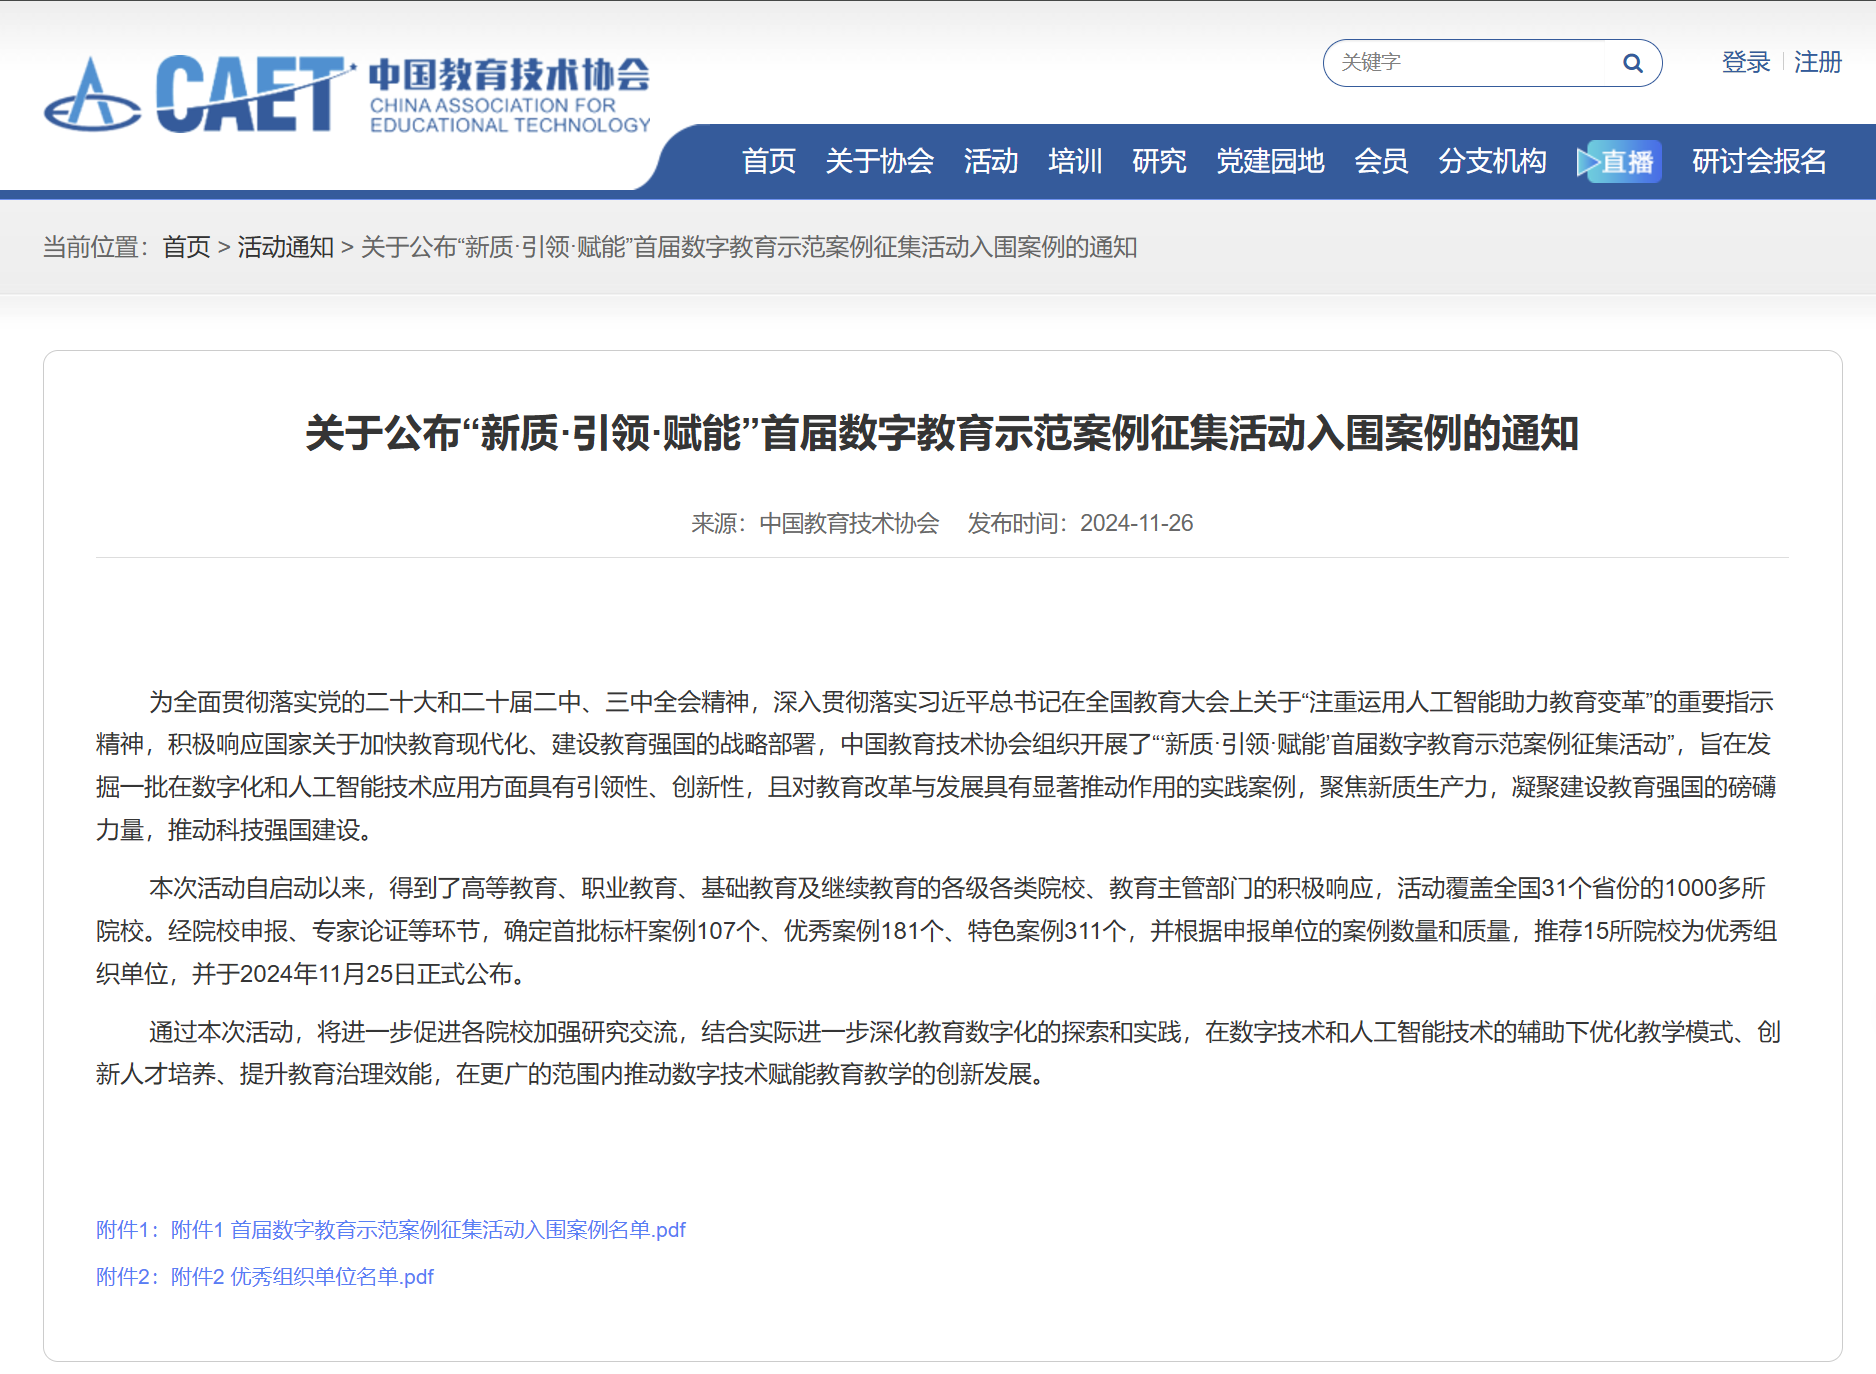 CAET 中国教育技术协会
CHINA ASSOCIATION FOR
EDUCATIONAL TECHNOLOGY
关键字
登录 注册
首页 关于协会 活动 培训 研究 党建园地 会员 分支机构 直播 研讨会报名
当前位置：首页 > 活动通知 > 关于公布“新质·引领·赋能”首届数字教育示范案例征集活动入围案例的通知
关于公布“新质·引领·赋能”首届数字教育示范案例征集活动入围案例的通知
来源：中国教育技术协会 发布时间：2024-11-26
为全面贯彻落实党的二十大和二十届二中、三中全会精神，深入贯彻落实习近平总书记在全国教育大会上关于“注重运用人工智能助力教育变革”的重要指示
精神，积极响应国家关于加快教育现代化、建设教育强国的战略部署，中国教育技术协会组织开展了“‘新质·引领·赋能’首届数字教育示范案例征集活动”，旨在发
掘一批在数字化和人工智能技术应用方面具有引领性、创新性，且对教育改革与发展具有显著推动作用的实践案例，聚焦新质生产力，凝聚建设教育强国的磅礴
力量，推动科技强国建设。
本次活动自启动以来，得到了高等教育、职业教育、基础教育及继续教育的各级各类院校、教育主管部门的积极响应，活动覆盖全国31个省份的1000多所
院校。经院校申报、专家论证等环节，确定首批标杆案例107个、优秀案例181个、特色案例311个，并根据申报单位的案例数量和质量，推荐15所院校为优秀组
织单位，并于2024年11月25日正式公布。
通过本次活动，将进一步促进各院校加强研究交流，结合实际进一步深化教育数字化的探索和实践，在数字技术和人工智能技术的辅助下优化教学模式、创
新人才培养、提升教育治理效能，在更广的范围内推动数字技术赋能教育教学的创新发展。
附件1：附件1 首届数字教育示范案例征集活动入围案例名单.pdf
附件2：附件2 优秀组织单位名单.pdf